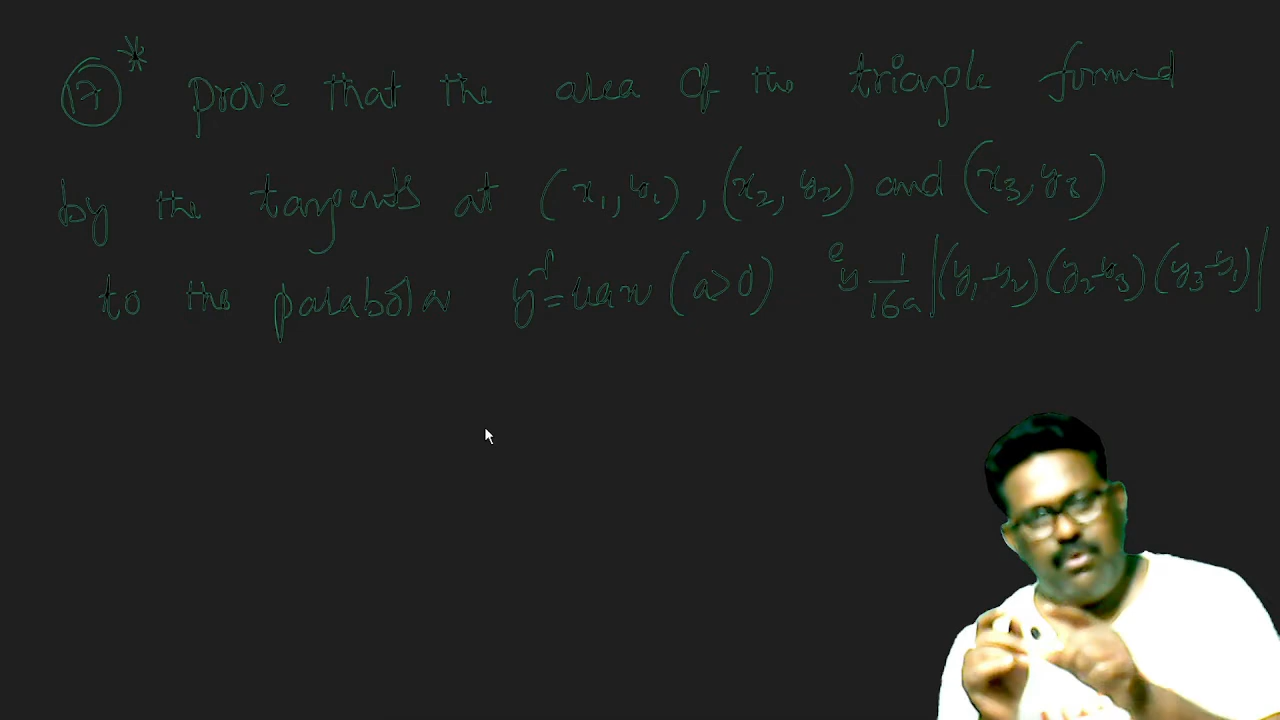 17 * prove that the area of the triangle formed
by the tangents at (x₁, y₁), (x₂, y₂) and (x₃, y₃)
to the parabola y² = 4ax (a>0) is 1/16a |(y₁-y₂)(y₂-y₃)(y₃-y₁)|